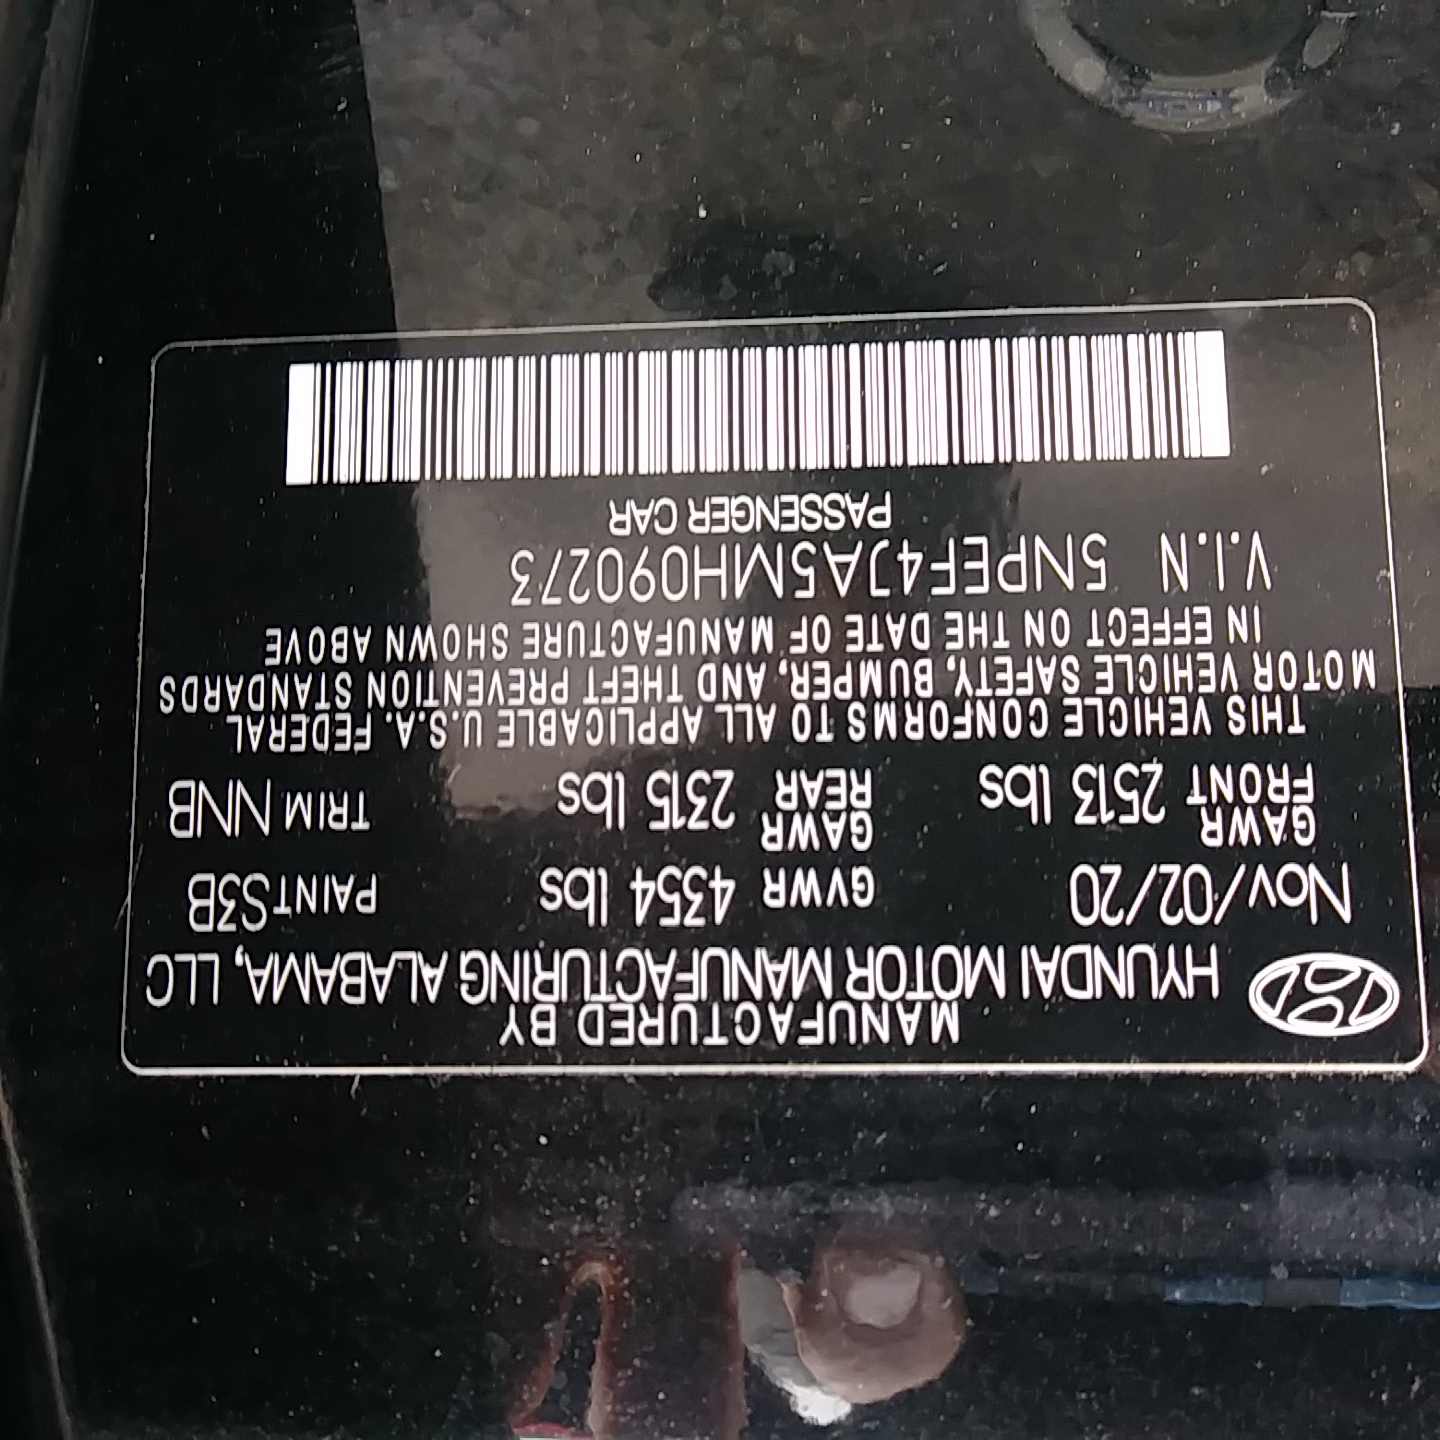 MANUFACTURED BY
HYUNDAI MOTOR MANUFACTURING ALABAMA, LLC
Nov/02/20 GVWR 4354 lbs PAINT S3B
GAWR FRONT 2513 lbs GAWR REAR 2315 lbs TRIM NNB
THIS VEHICLE CONFORMS TO ALL APPLICABLE U.S.A. FEDERAL
MOTOR VEHICLE SAFETY, BUMPER, AND THEFT PREVENTION STANDARDS
IN EFFECT ON THE DATE OF MANUFACTURE SHOWN ABOVE
V.I.N 5NPEF4JA5MH090273
PASSENGER CAR